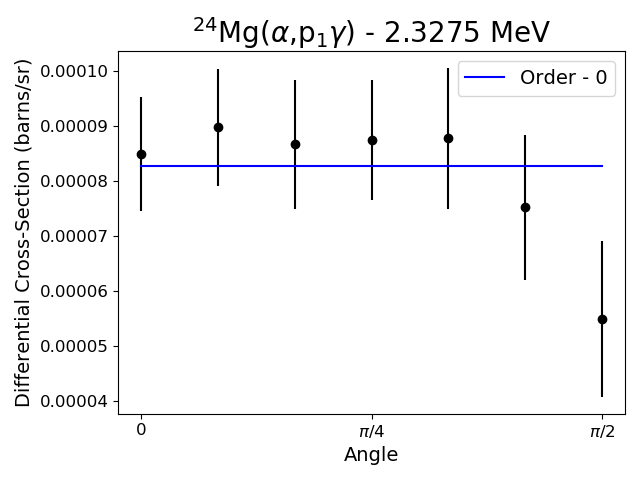 ²⁴Mg(α,p₁γ) - 2.3275 MeV
Order - 0
Differential Cross-Section (barns/sr)
0.00010
0.00009
0.00008
0.00007
0.00006
0.00005
0.00004
0
π/4
π/2
Angle